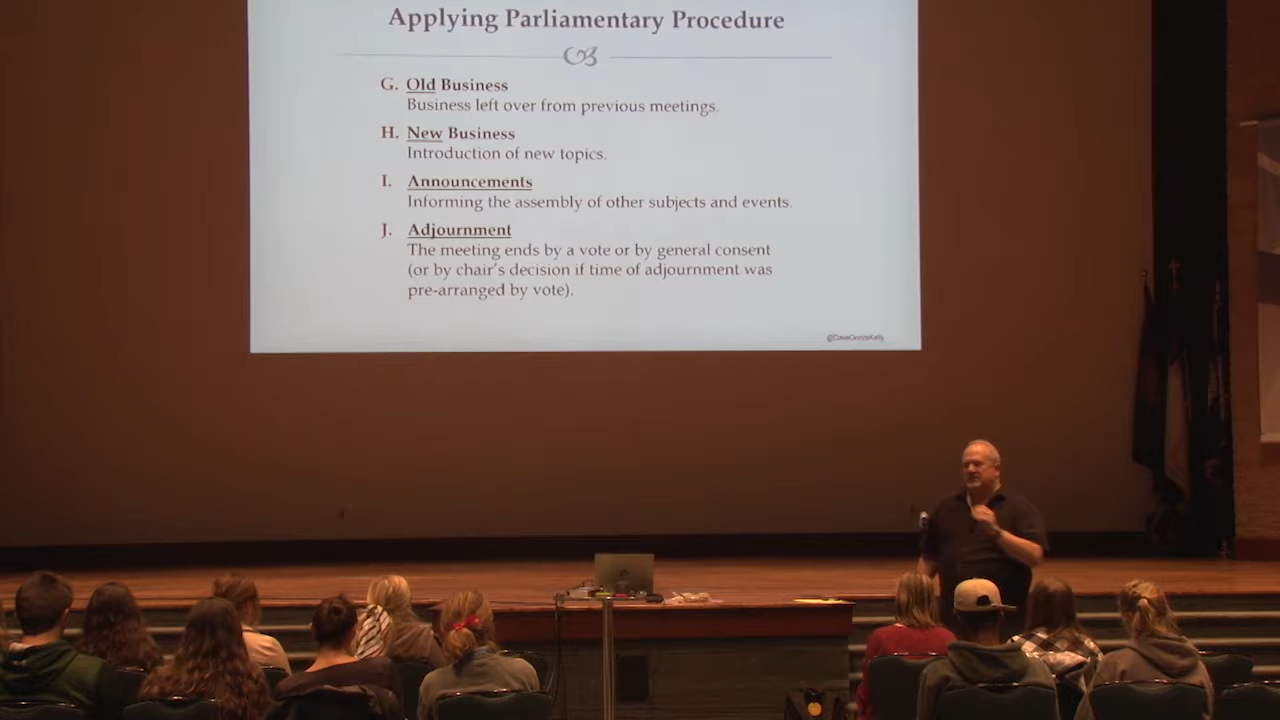 Applying Parliamentary Procedure
G. Old Business
Business left over from previous meetings.
H. New Business
Introduction of new topics.
I. Announcements
Informing the assembly of other subjects and events.
J. Adjournment
The meeting ends by a vote or by general consent
(or by chair's decision if time of adjournment was
pre-arranged by vote).
@DaveGonzoKelly